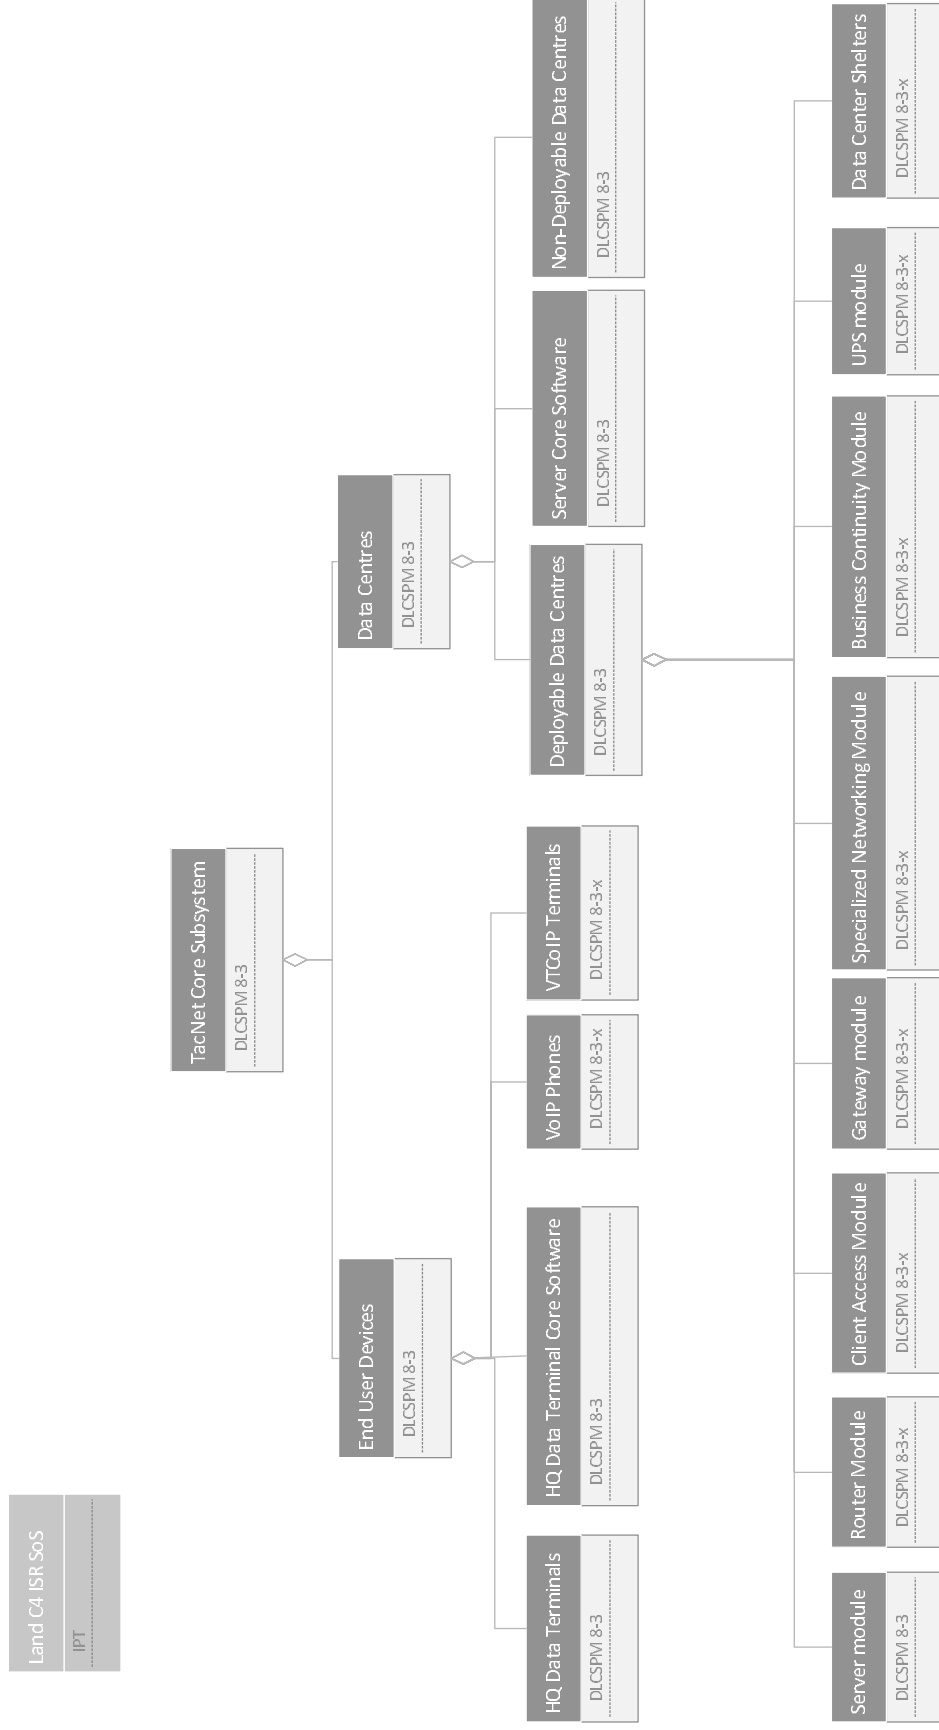 Land C4 ISR SoS
IPT
TacNet Core Subsystem
DLCSPM 8-3
End User Devices
DLCSPM 8-3
Data Centres
DLCSPM 8-3
HQ Data Terminals
DLCSPM 8-3
HQ Data Terminal Core Software
DLCSPM 8-3
VoIP Phones
DLCSPM 8-3-x
VTCoIP Terminals
DLCSPM 8-3-x
Deployable Data Centres
DLCSPM 8-3
Server Core Software
DLCSPM 8-3
Non-Deployable Data Centres
DLCSPM 8-3
Server module
DLCSPM 8-3
Router Module
DLCSPM 8-3-x
Client Access Module
DLCSPM 8-3-x
Gateway module
DLCSPM 8-3-x
Specialized Networking Module
DLCSPM 8-3-x
Business Continuity Module
DLCSPM 8-3-x
UPS module
DLCSPM 8-3-x
Data Center Shelters
DLCSPM 8-3-x